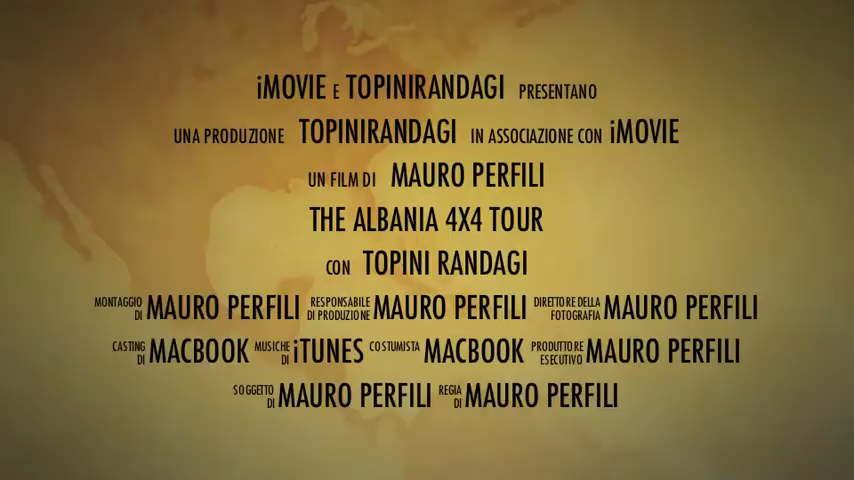 iMOVIE E TOPINIRANDAGI PRESENTANO
UNA PRODUZIONE TOPINIRANDAGI IN ASSOCIAZIONE CON iMOVIE
UN FILM DI MAURO PERFILI
THE ALBANIA 4X4 TOUR
CON TOPINI RANDAGI
MONTAGGIO DI MAURO PERFILI RESPONSABILE DI PRODUZIONE MAURO PERFILI DIRETTORE DELLA FOTOGRAFIA MAURO PERFILI
CASTING DI MACBOOK MUSICHE DI iTUNES COSTUMISTA MACBOOK PRODUTTORE ESECUTIVO MAURO PERFILI
SOGGETTO DI MAURO PERFILI REGIA DI MAURO PERFILI